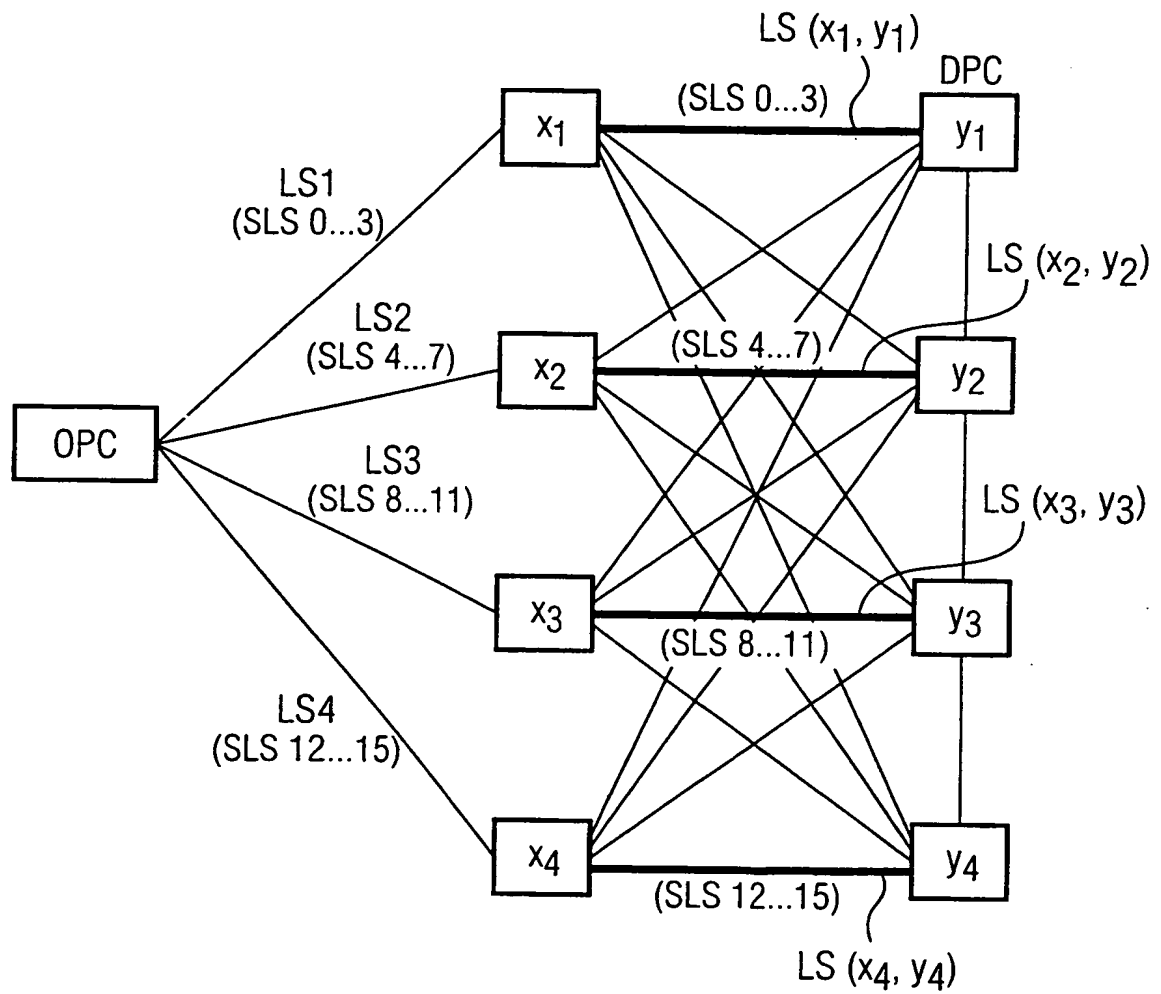 LS (x1, y1)
DPC
(SLS 0...3)
x1
y1
LS1
(SLS 0...3)
LS (x2, y2)
LS2
(SLS 4...7)
(SLS 4...7)
x2
y2
OPC
LS3
(SLS 8...11)
LS (x3, y3)
x3
y3
(SLS 8...11)
LS4
(SLS 12...15)
x4
y4
(SLS 12...15)
LS (x4, y4)